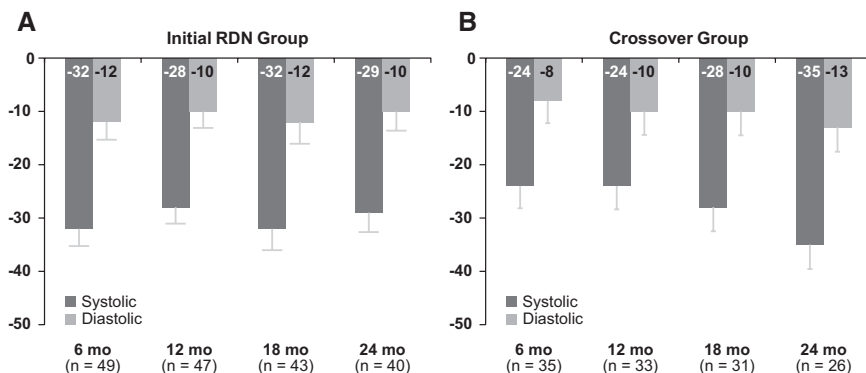 A
Initial RDN Group
0
-10
-20
-30
-40
-50
-32 -12 -28 -10 -32 -12 -29 -10
Systolic
Diastolic
6 mo 12 mo 18 mo 24 mo
(n = 49) (n = 47) (n = 43) (n = 40)
B
Crossover Group
0
-10
-20
-30
-40
-50
-24 -8 -24 -10 -28 -10 -35 -13
Systolic
Diastolic
6 mo 12 mo 18 mo 24 mo
(n = 35) (n = 33) (n = 31) (n = 26)